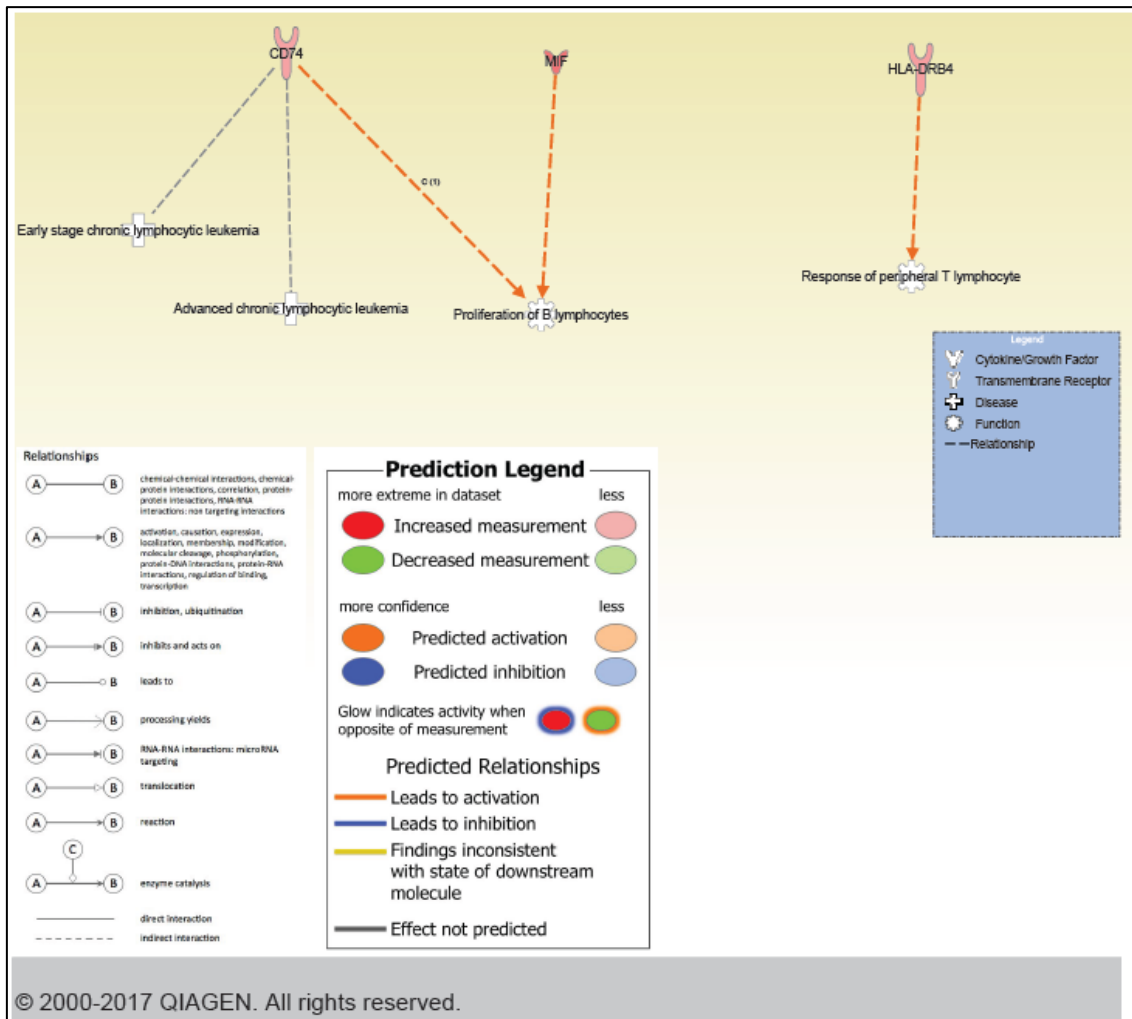 CD74
MIF
HLA-DRB4
C (1)
Early stage chronic lymphocytic leukemia
Advanced chronic lymphocytic leukemia
Proliferation of B lymphocytes
Response of peripheral T lymphocyte
Legend
Cytokine/Growth Factor
Transmembrane Receptor
Disease
Function
Relationship
Relationships
A B
chemical-chemical interactions, chemical-
protein interactions, correlation, protein-
protein interactions, RNA-RNA
interactions: non targeting interactions
A B
activation, causation, expression,
localization, membership, modification,
molecular cleavage, phosphorylation,
protein-DNA interactions, protein-RNA
interactions, regulation of binding,
transcription
A B inhibition, ubiquitination
A B inhibits and acts on
A B leads to
A B processing yields
A B
RNA-RNA interactions: microRNA
targeting
A B translocation
A B reaction
C
A B enzyme catalysis
direct interaction
indirect interaction
Prediction Legend
more extreme in dataset less
Increased measurement
Decreased measurement
more confidence less
Predicted activation
Predicted inhibition
Glow indicates activity when
opposite of measurement
Predicted Relationships
Leads to activation
Leads to inhibition
Findings inconsistent
with state of downstream
molecule
Effect not predicted
© 2000-2017 QIAGEN. All rights reserved.